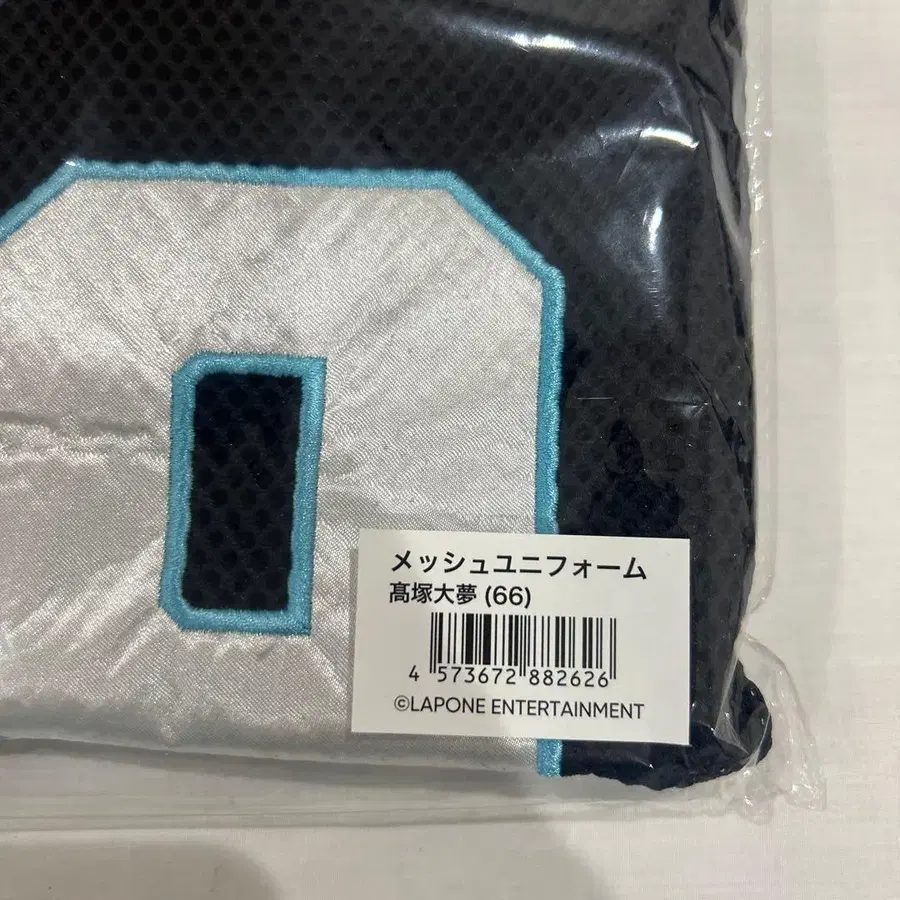 メッシュユニフォーム
髙塚大夢 (66)
4 573672 882626
©LAPONE ENTERTAINMENT